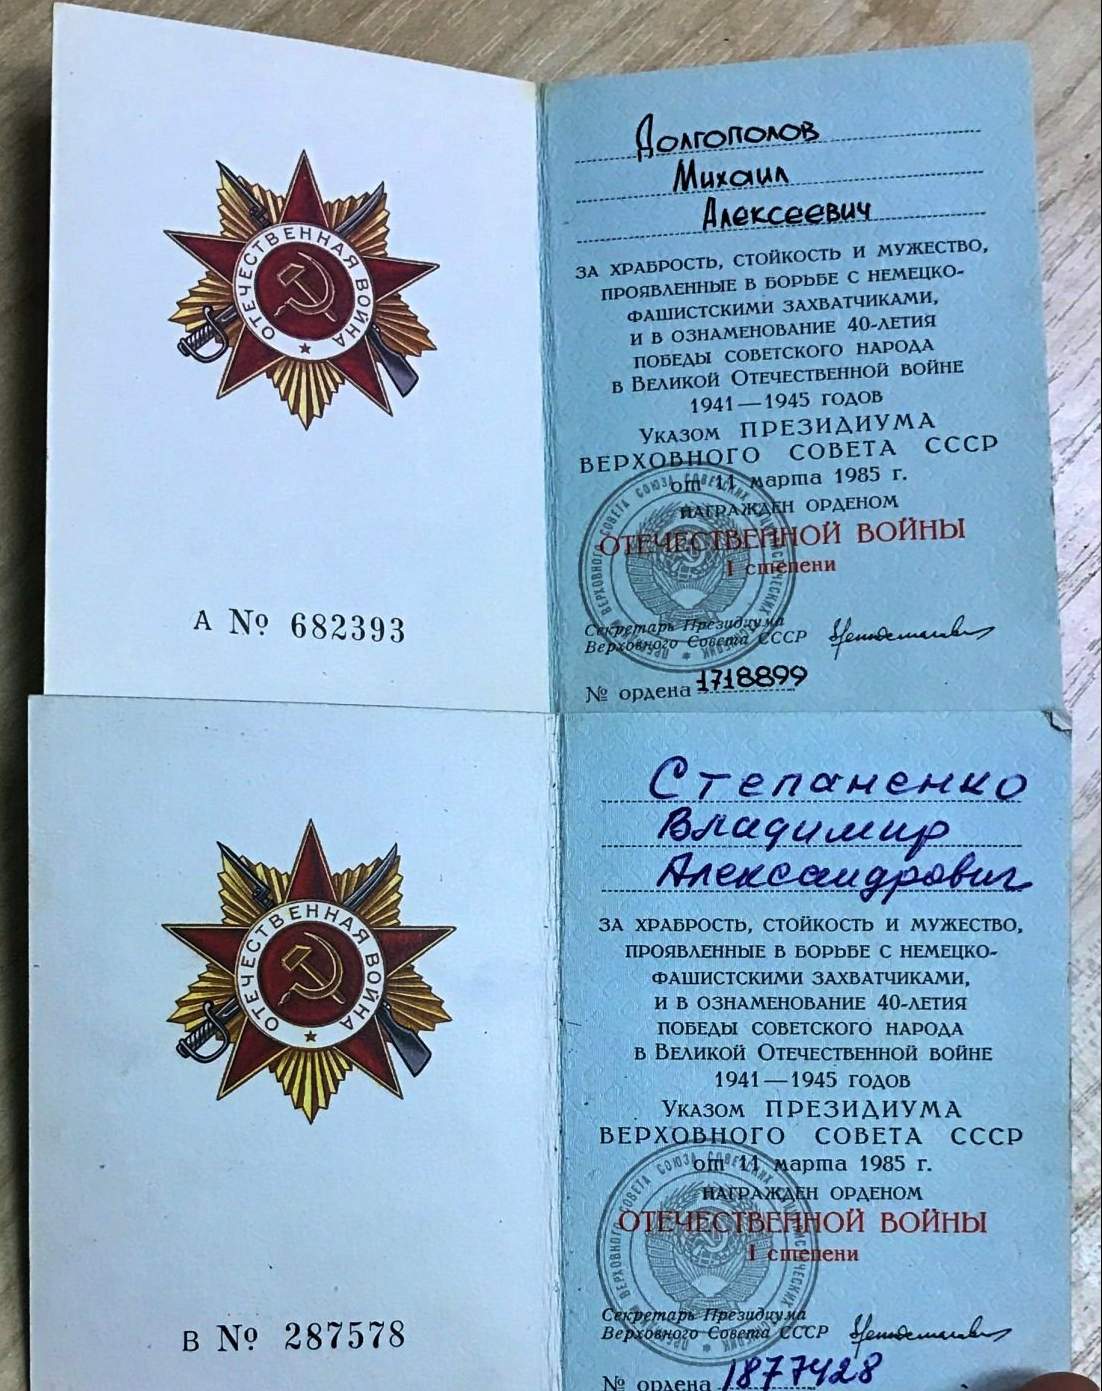 ОТЕЧЕСТВЕННАЯ ВОЙНА
А № 682393
Долгополов
Михаил
Алексеевич
ЗА ХРАБРОСТЬ, СТОЙКОСТЬ И МУЖЕСТВО,
ПРОЯВЛЕННЫЕ В БОРЬБЕ С НЕМЕЦКО-
ФАШИСТСКИМИ ЗАХВАТЧИКАМИ,
И В ОЗНАМЕНОВАНИЕ 40-ЛЕТИЯ
ПОБЕДЫ СОВЕТСКОГО НАРОДА
В ВЕЛИКОЙ ОТЕЧЕСТВЕННОЙ ВОЙНЕ
1941—1945 ГОДОВ
УКАЗОМ ПРЕЗИДИУМА
ВЕРХОВНОГО СОВЕТА СССР
от 11 марта 1985 г.
НАГРАЖДЕН ОРДЕНОМ
ОТЕЧЕСТВЕННОЙ ВОЙНЫ
I степени
Секретарь Президиума
Верховного Совета СССР
№ ордена 1718899
ОТЕЧЕСТВЕННАЯ ВОЙНА
В № 287578
Степаненко
Владимир
Александрович
ЗА ХРАБРОСТЬ, СТОЙКОСТЬ И МУЖЕСТВО,
ПРОЯВЛЕННЫЕ В БОРЬБЕ С НЕМЕЦКО-
ФАШИСТСКИМИ ЗАХВАТЧИКАМИ,
И В ОЗНАМЕНОВАНИЕ 40-ЛЕТИЯ
ПОБЕДЫ СОВЕТСКОГО НАРОДА
В ВЕЛИКОЙ ОТЕЧЕСТВЕННОЙ ВОЙНЕ
1941—1945 ГОДОВ
УКАЗОМ ПРЕЗИДИУМА
ВЕРХОВНОГО СОВЕТА СССР
от 11 марта 1985 г.
НАГРАЖДЕН ОРДЕНОМ
ОТЕЧЕСТВЕННОЙ ВОЙНЫ
I степени
Секретарь Президиума
Верховного Совета СССР
№ ордена 1877428